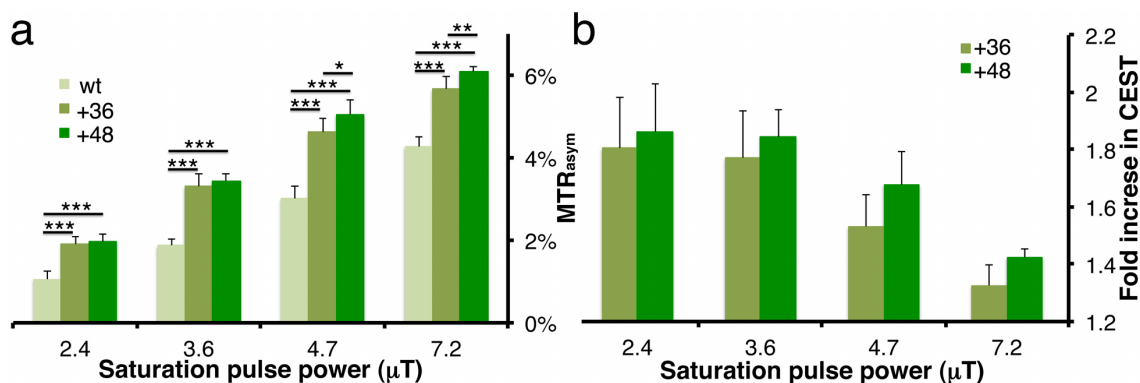 a
wt
+36
+48
***
***
***
***
***
***
*
***
***
**
6%
4%
2%
0%
MTRasym
2.4 3.6 4.7 7.2
Saturation pulse power (μT)
b
+36
+48
2.2
2
1.8
1.6
1.4
1.2
Fold increse in CEST
2.4 3.6 4.7 7.2
Saturation pulse power (μT)